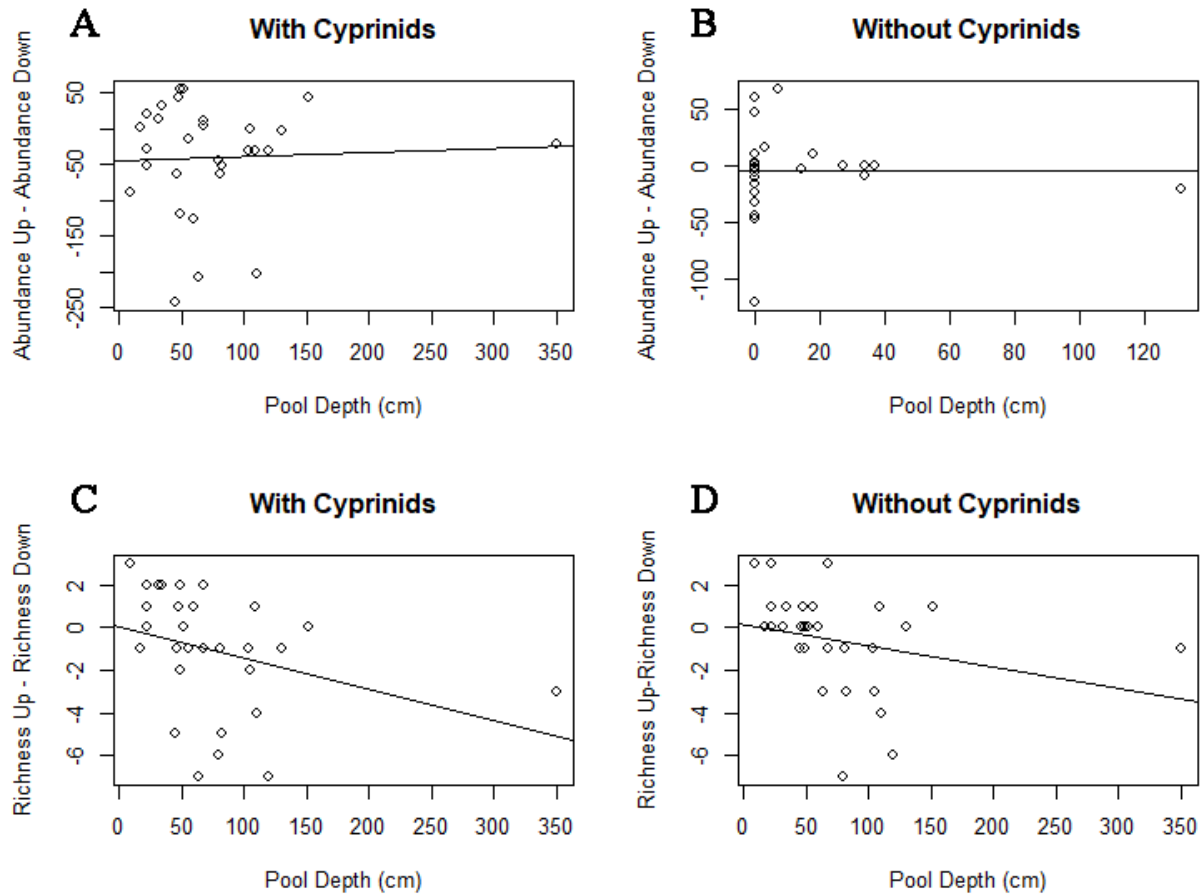 A
With Cyprinids
Abundance Up - Abundance Down
50
-50
-150
-250
0 50 100 150 200 250 300 350
Pool Depth (cm)
B
Without Cyprinids
Abundance Up - Abundance Down
50
0
-50
-100
0 20 40 60 80 100 120
Pool Depth (cm)
C
With Cyprinids
Richness Up - Richness Down
2
0
-2
-4
-6
0 50 100 150 200 250 300 350
Pool Depth (cm)
D
Without Cyprinids
Richness Up-Richness Down
2
0
-2
-4
-6
0 50 100 150 200 250 300 350
Pool Depth (cm)